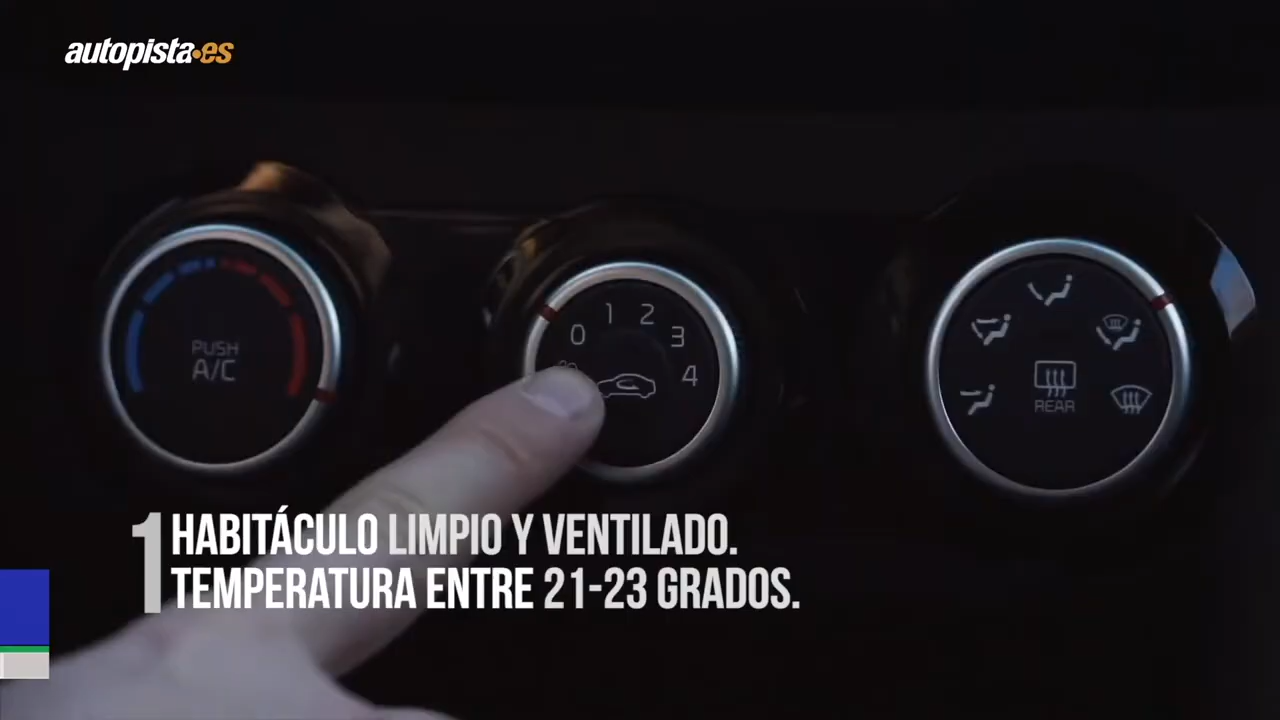 autopista.es
PUSH
A/C
0 1 2 3 4
REAR
1 HABITÁCULO LIMPIO Y VENTILADO.
TEMPERATURA ENTRE 21-23 GRADOS.